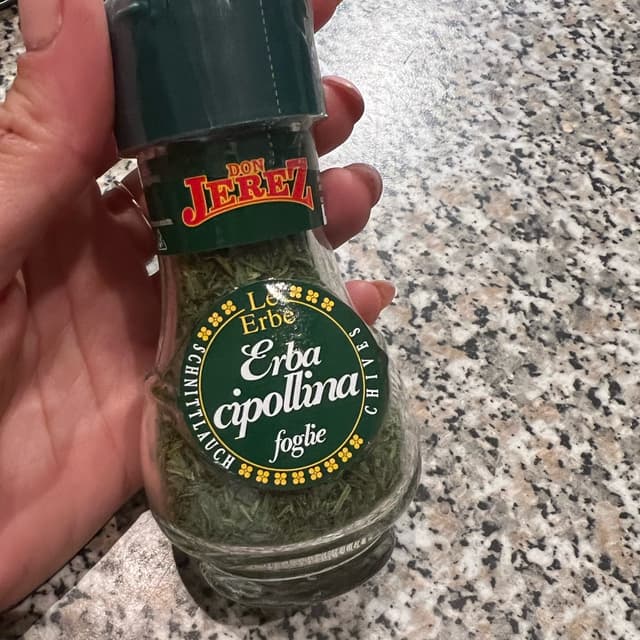 DON
JEREZ
Le
Erbe
Erba
cipollina
foglie
SCHNITTLAUCH
CHIVES